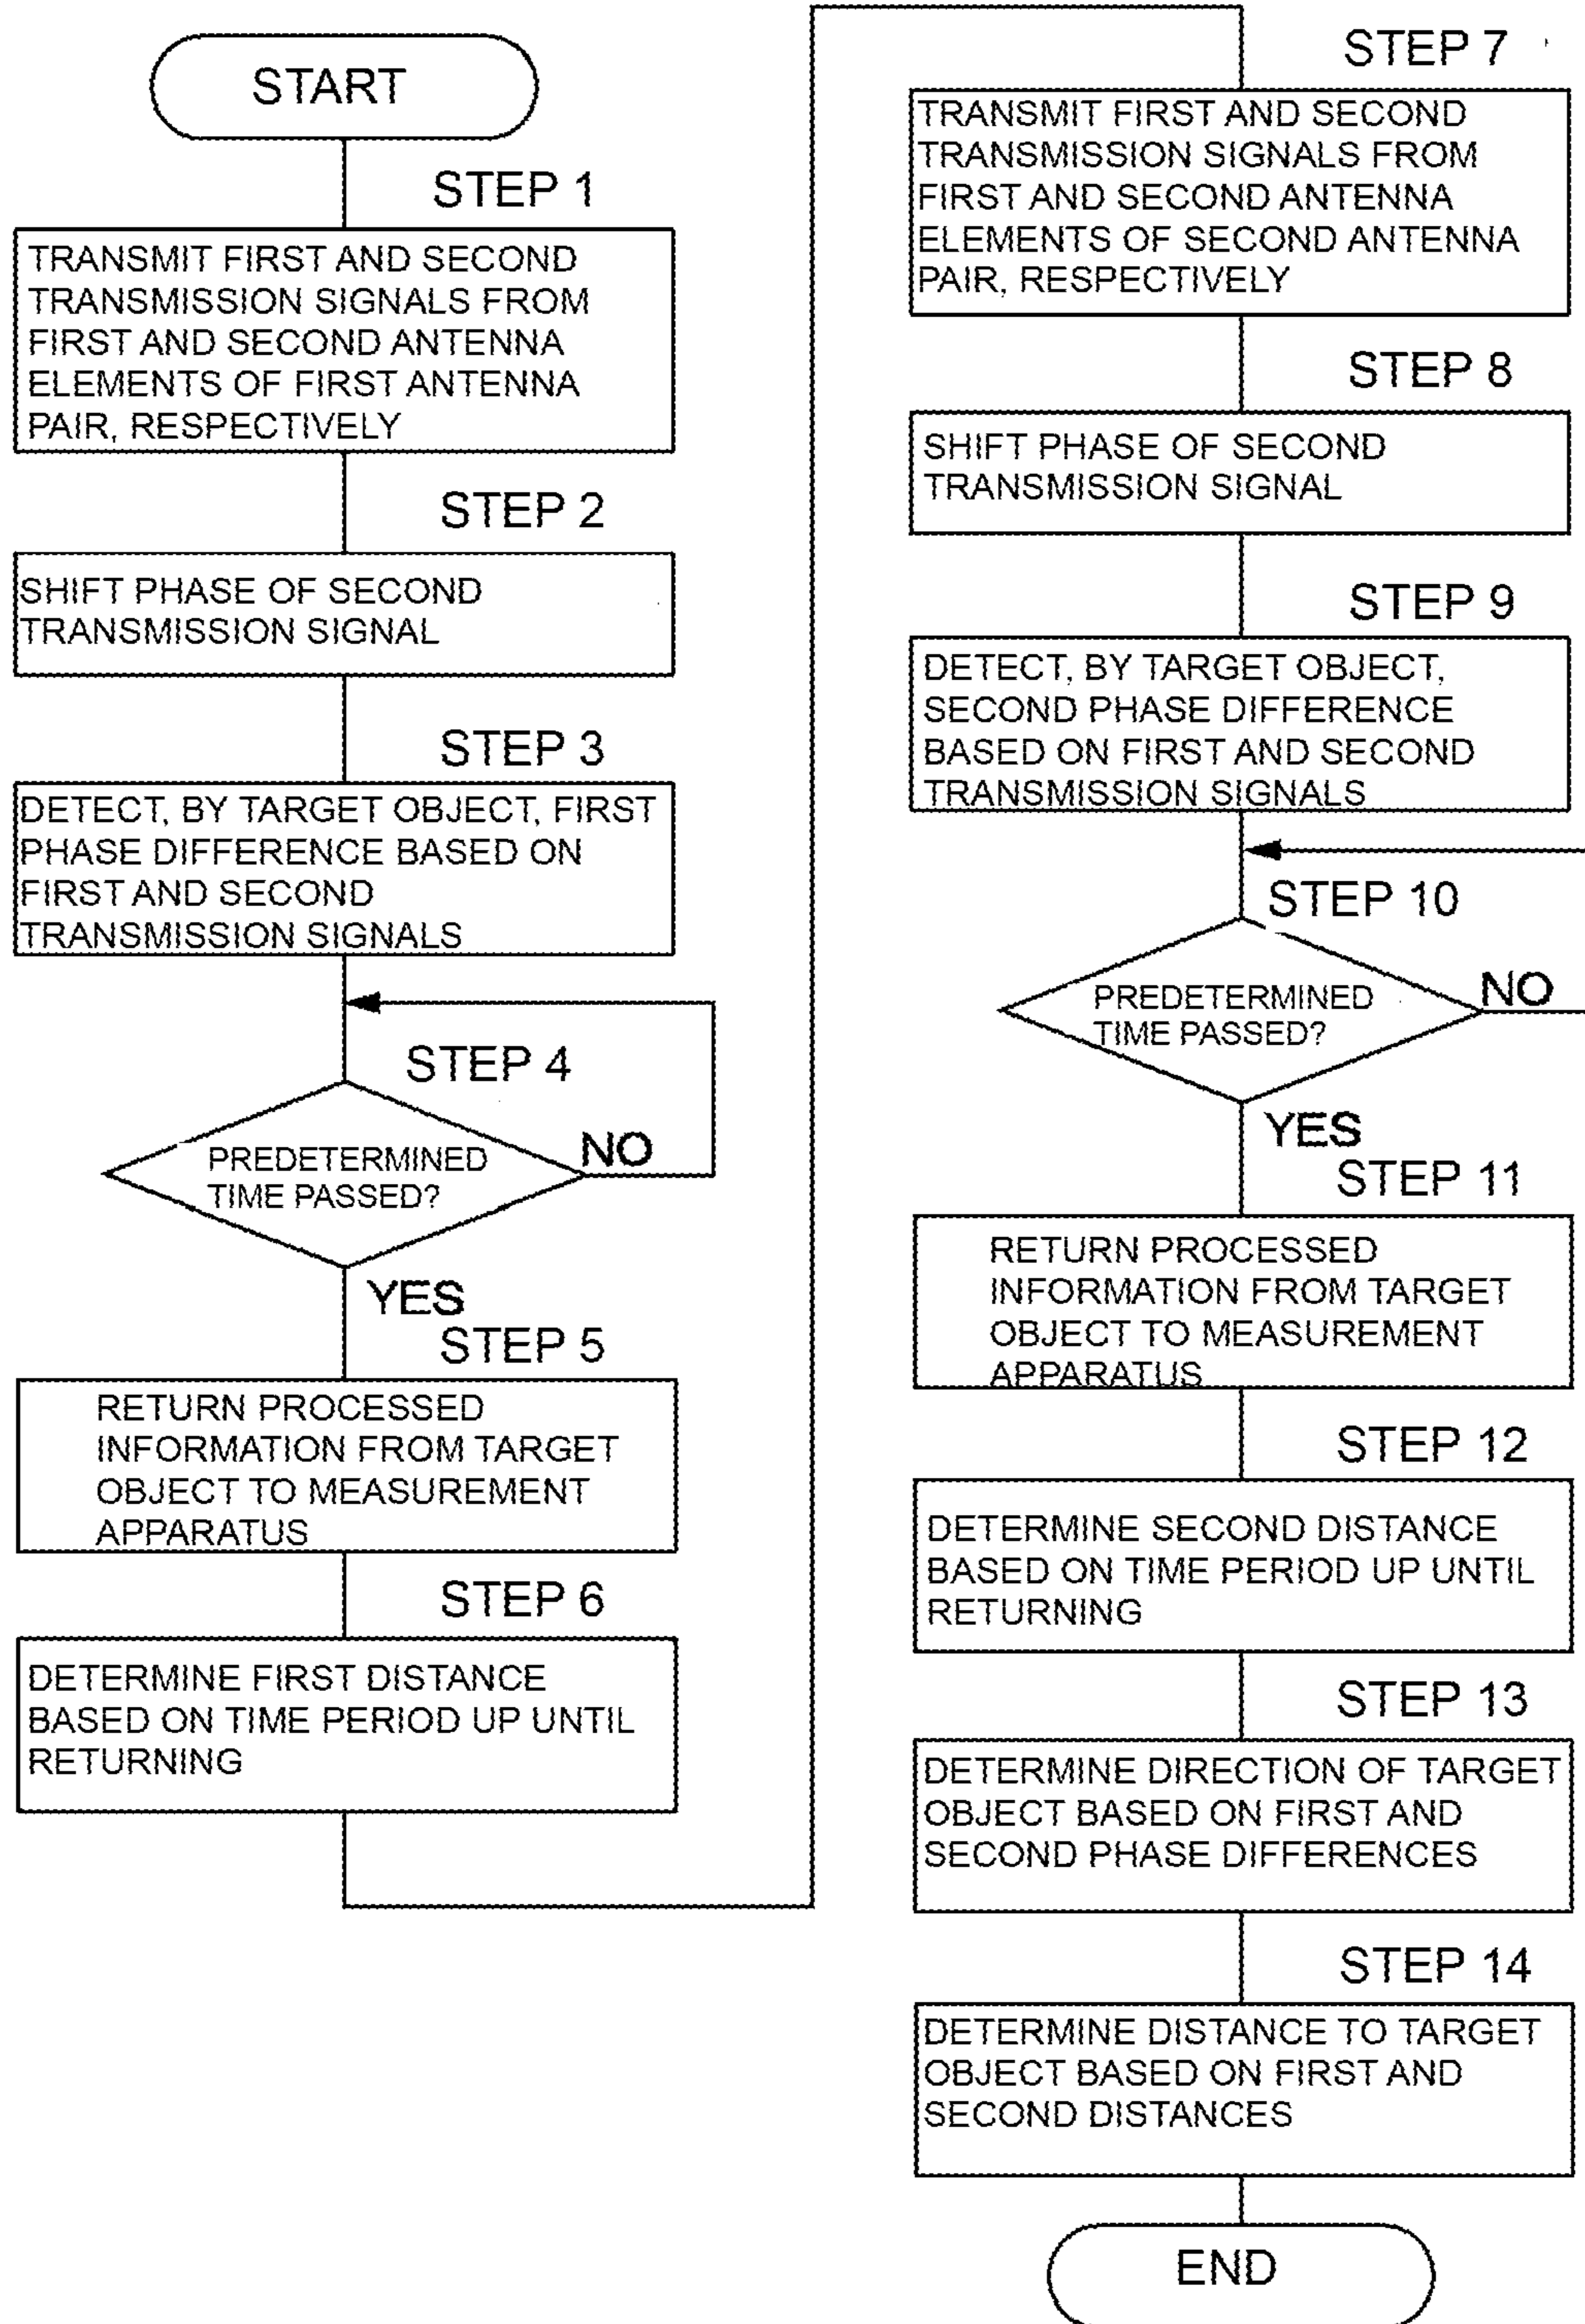 START
STEP 1
TRANSMIT FIRST AND SECOND
TRANSMISSION SIGNALS FROM
FIRST AND SECOND ANTENNA
ELEMENTS OF FIRST ANTENNA
PAIR, RESPECTIVELY
STEP 2
SHIFT PHASE OF SECOND
TRANSMISSION SIGNAL
STEP 3
DETECT, BY TARGET OBJECT, FIRST
PHASE DIFFERENCE BASED ON
FIRST AND SECOND
TRANSMISSION SIGNALS
STEP 4
PREDETERMINED
TIME PASSED?
NO
YES
STEP 5
RETURN PROCESSED
INFORMATION FROM TARGET
OBJECT TO MEASUREMENT
APPARATUS
STEP 6
DETERMINE FIRST DISTANCE
BASED ON TIME PERIOD UP UNTIL
RETURNING
STEP 7
TRANSMIT FIRST AND SECOND
TRANSMISSION SIGNALS FROM
FIRST AND SECOND ANTENNA
ELEMENTS OF SECOND ANTENNA
PAIR, RESPECTIVELY
STEP 8
SHIFT PHASE OF SECOND
TRANSMISSION SIGNAL
STEP 9
DETECT, BY TARGET OBJECT,
SECOND PHASE DIFFERENCE
BASED ON FIRST AND SECOND
TRANSMISSION SIGNALS
STEP 10
PREDETERMINED
TIME PASSED?
NO
YES
STEP 11
RETURN PROCESSED
INFORMATION FROM TARGET
OBJECT TO MEASUREMENT
APPARATUS
STEP 12
DETERMINE SECOND DISTANCE
BASED ON TIME PERIOD UP UNTIL
RETURNING
STEP 13
DETERMINE DIRECTION OF TARGET
OBJECT BASED ON FIRST AND
SECOND PHASE DIFFERENCES
STEP 14
DETERMINE DISTANCE TO TARGET
OBJECT BASED ON FIRST AND
SECOND DISTANCES
END